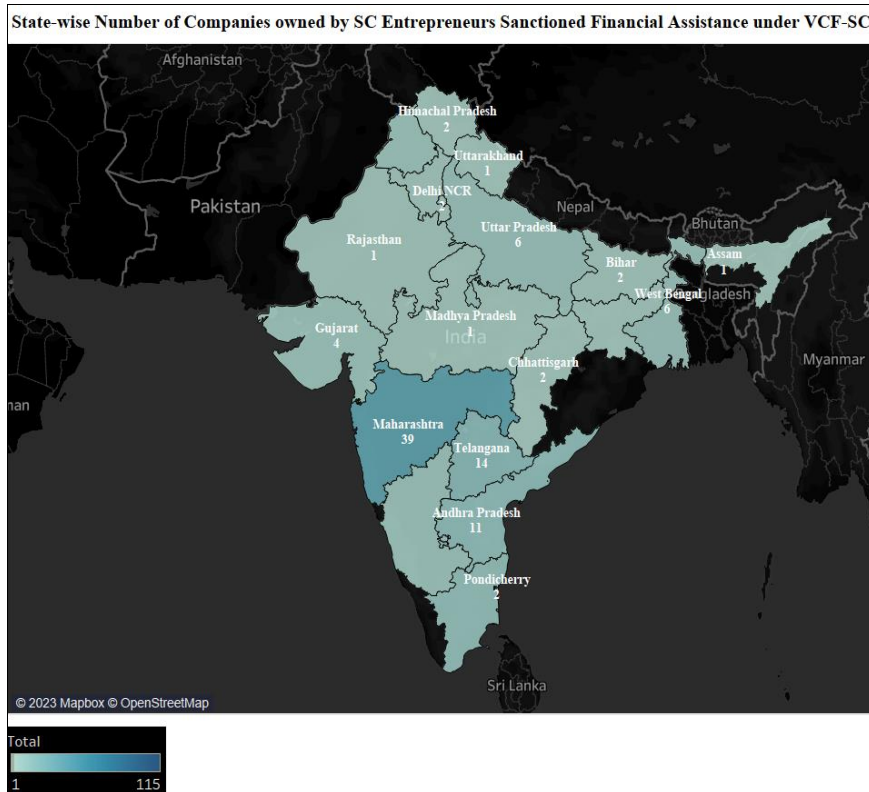 State-wise Number of Companies owned by SC Entrepreneurs Sanctioned Financial Assistance under VCF-SC
Afghanistan
Himachal Pradesh
2
Uttarakhand
1
Pakistan
Delhi NCR
2
Nepal
Bhutan
Rajasthan
1
Uttar Pradesh
6
Bihar
2
Assam
1
West Bengal
6
gladesh
Gujarat
4
Madhya Pradesh
1
India
Chhattisgarh
2
Myanmar
man
Maharashtra
39
Telangana
14
Andhra Pradesh
11
Pondicherry
2
Sri Lanka
© 2023 Mapbox © OpenStreetMap
Total
1 115